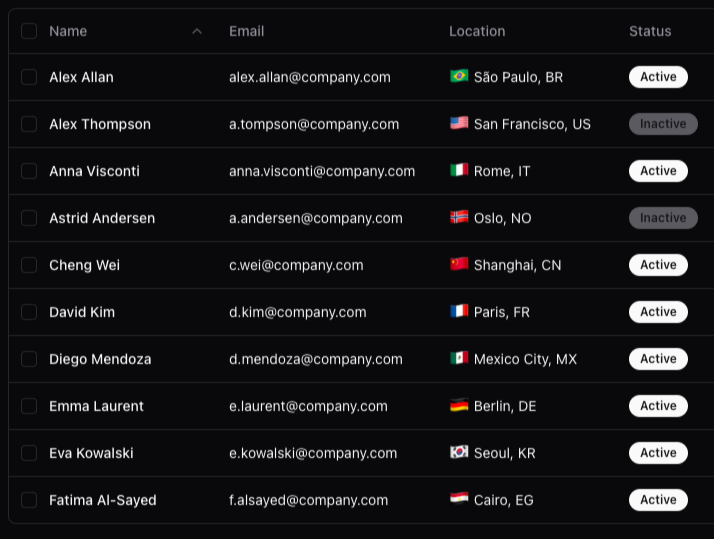 Name Email Location Status
Alex Allan alex.allan@company.com São Paulo, BR Active
Alex Thompson a.tompson@company.com San Francisco, US Inactive
Anna Visconti anna.visconti@company.com Rome, IT Active
Astrid Andersen a.andersen@company.com Oslo, NO Inactive
Cheng Wei c.wei@company.com Shanghai, CN Active
David Kim d.kim@company.com Paris, FR Active
Diego Mendoza d.mendoza@company.com Mexico City, MX Active
Emma Laurent e.laurent@company.com Berlin, DE Active
Eva Kowalski e.kowalski@company.com Seoul, KR Active
Fatima Al-Sayed f.alsayed@company.com Cairo, EG Active